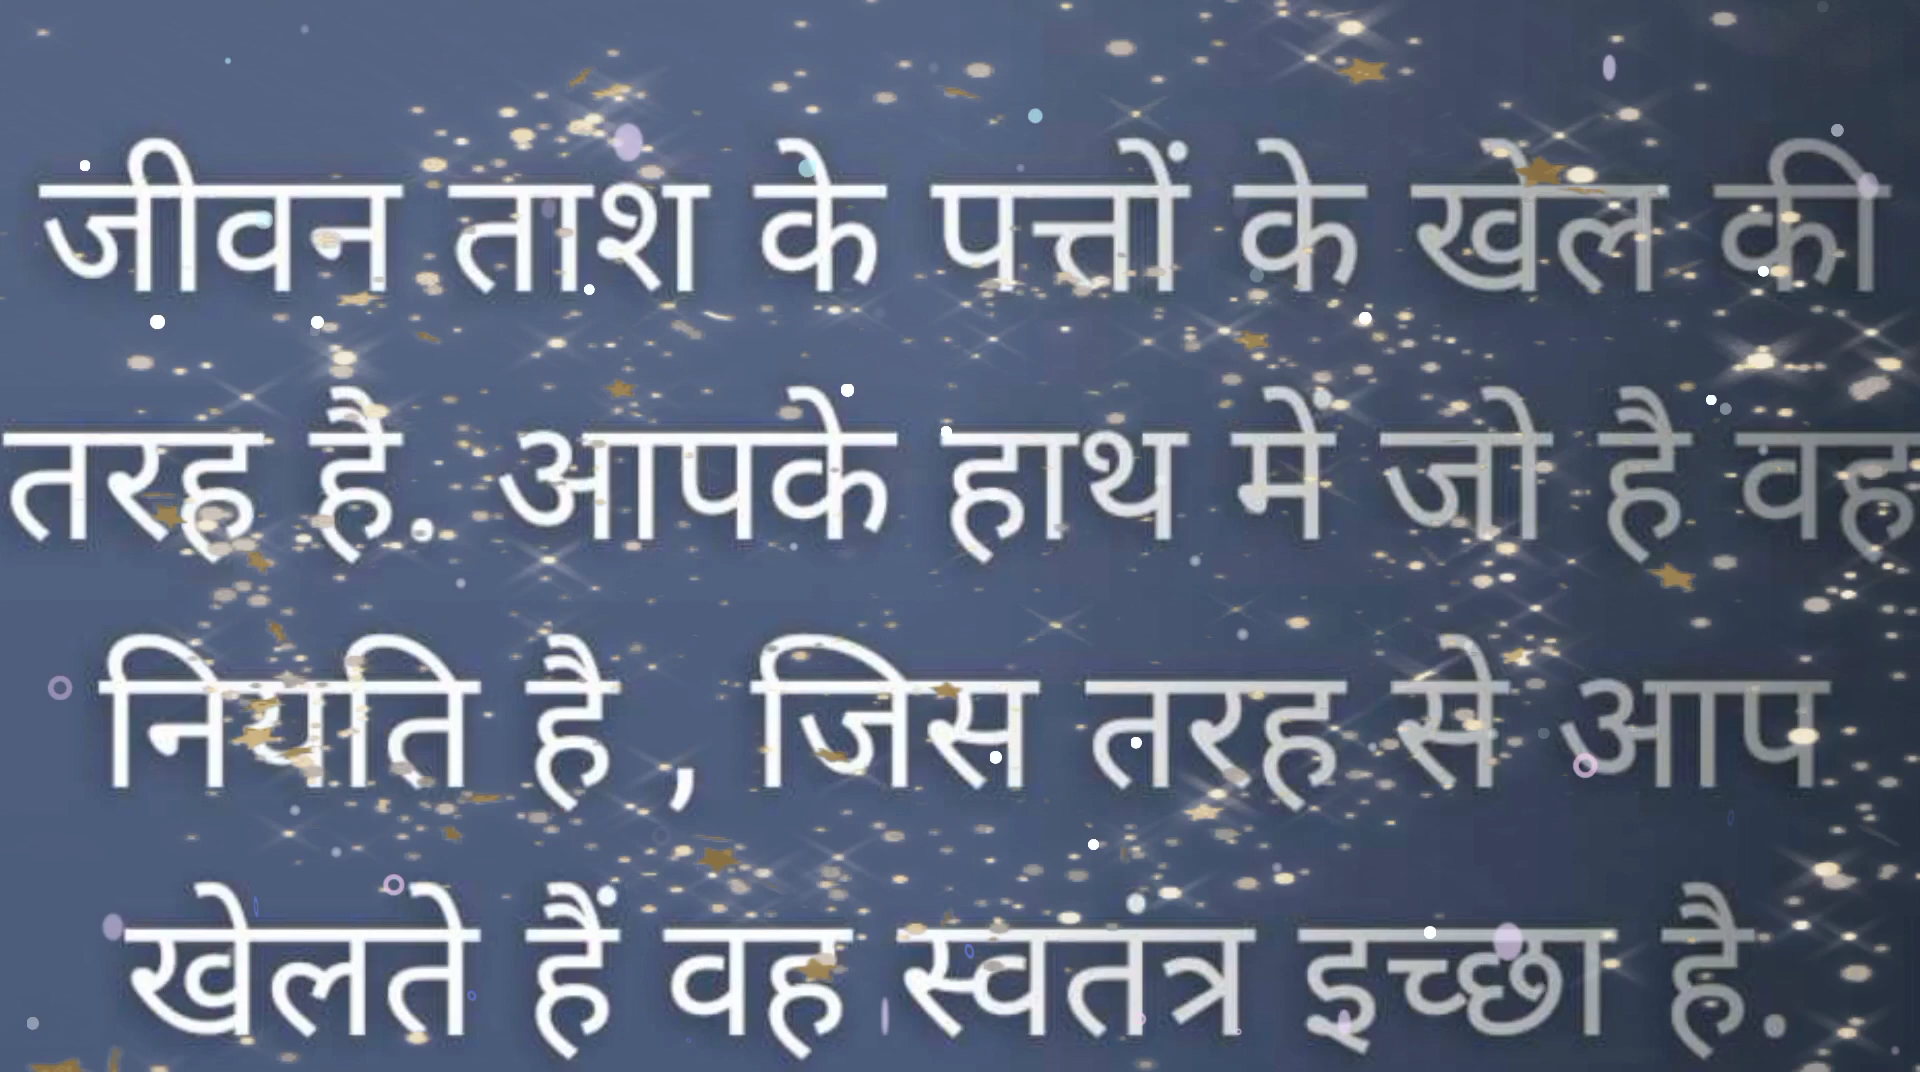 जीवन ताश के पत्तों के खेल की
तरह है. आपके हाथ में जो है वह
नियति है , जिस तरह से आप
खेलते हैं वह स्वतंत्र इच्छा है.